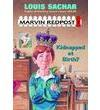 LOUIS SACHAR
MARVIN REDPOST
Kidnapped
at Birth?